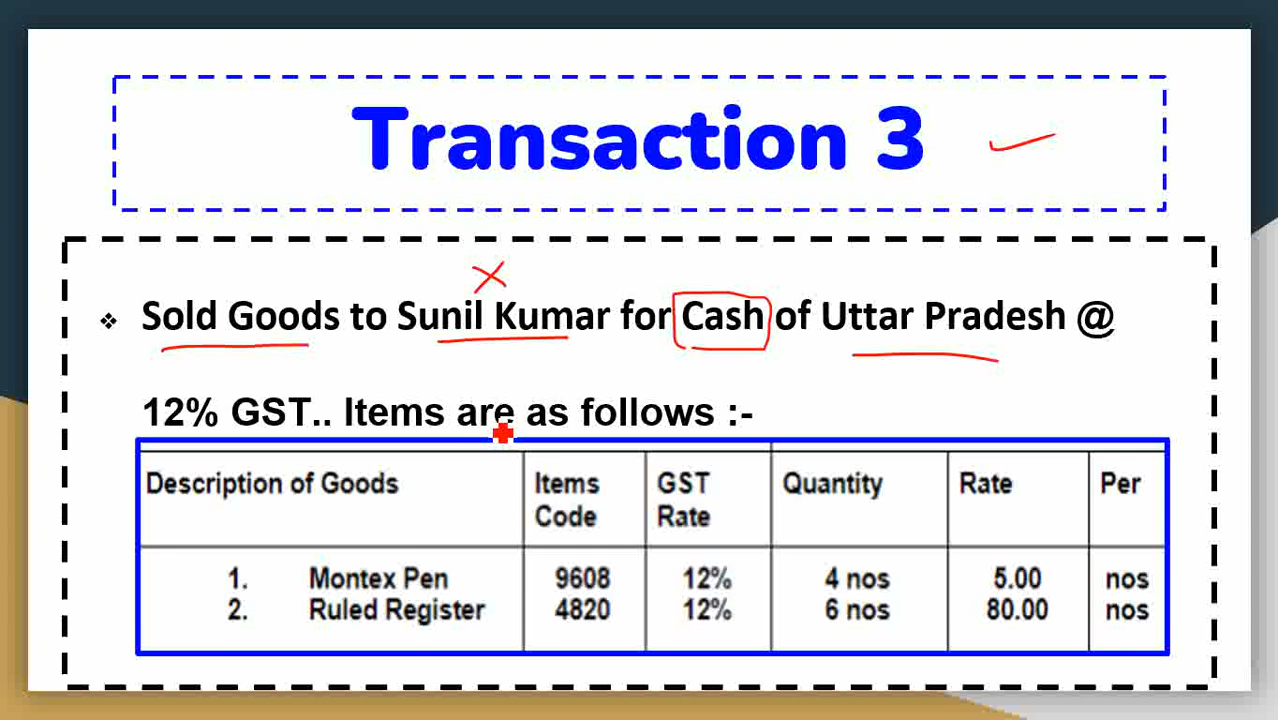 Transaction 3
❖ Sold Goods to Sunil Kumar for Cash of Uttar Pradesh @
12% GST.. Items are as follows :-
Description of Goods Items Code GST Rate Quantity Rate Per
1. Montex Pen 9608 12% 4 nos 5.00 nos
2. Ruled Register 4820 12% 6 nos 80.00 nos